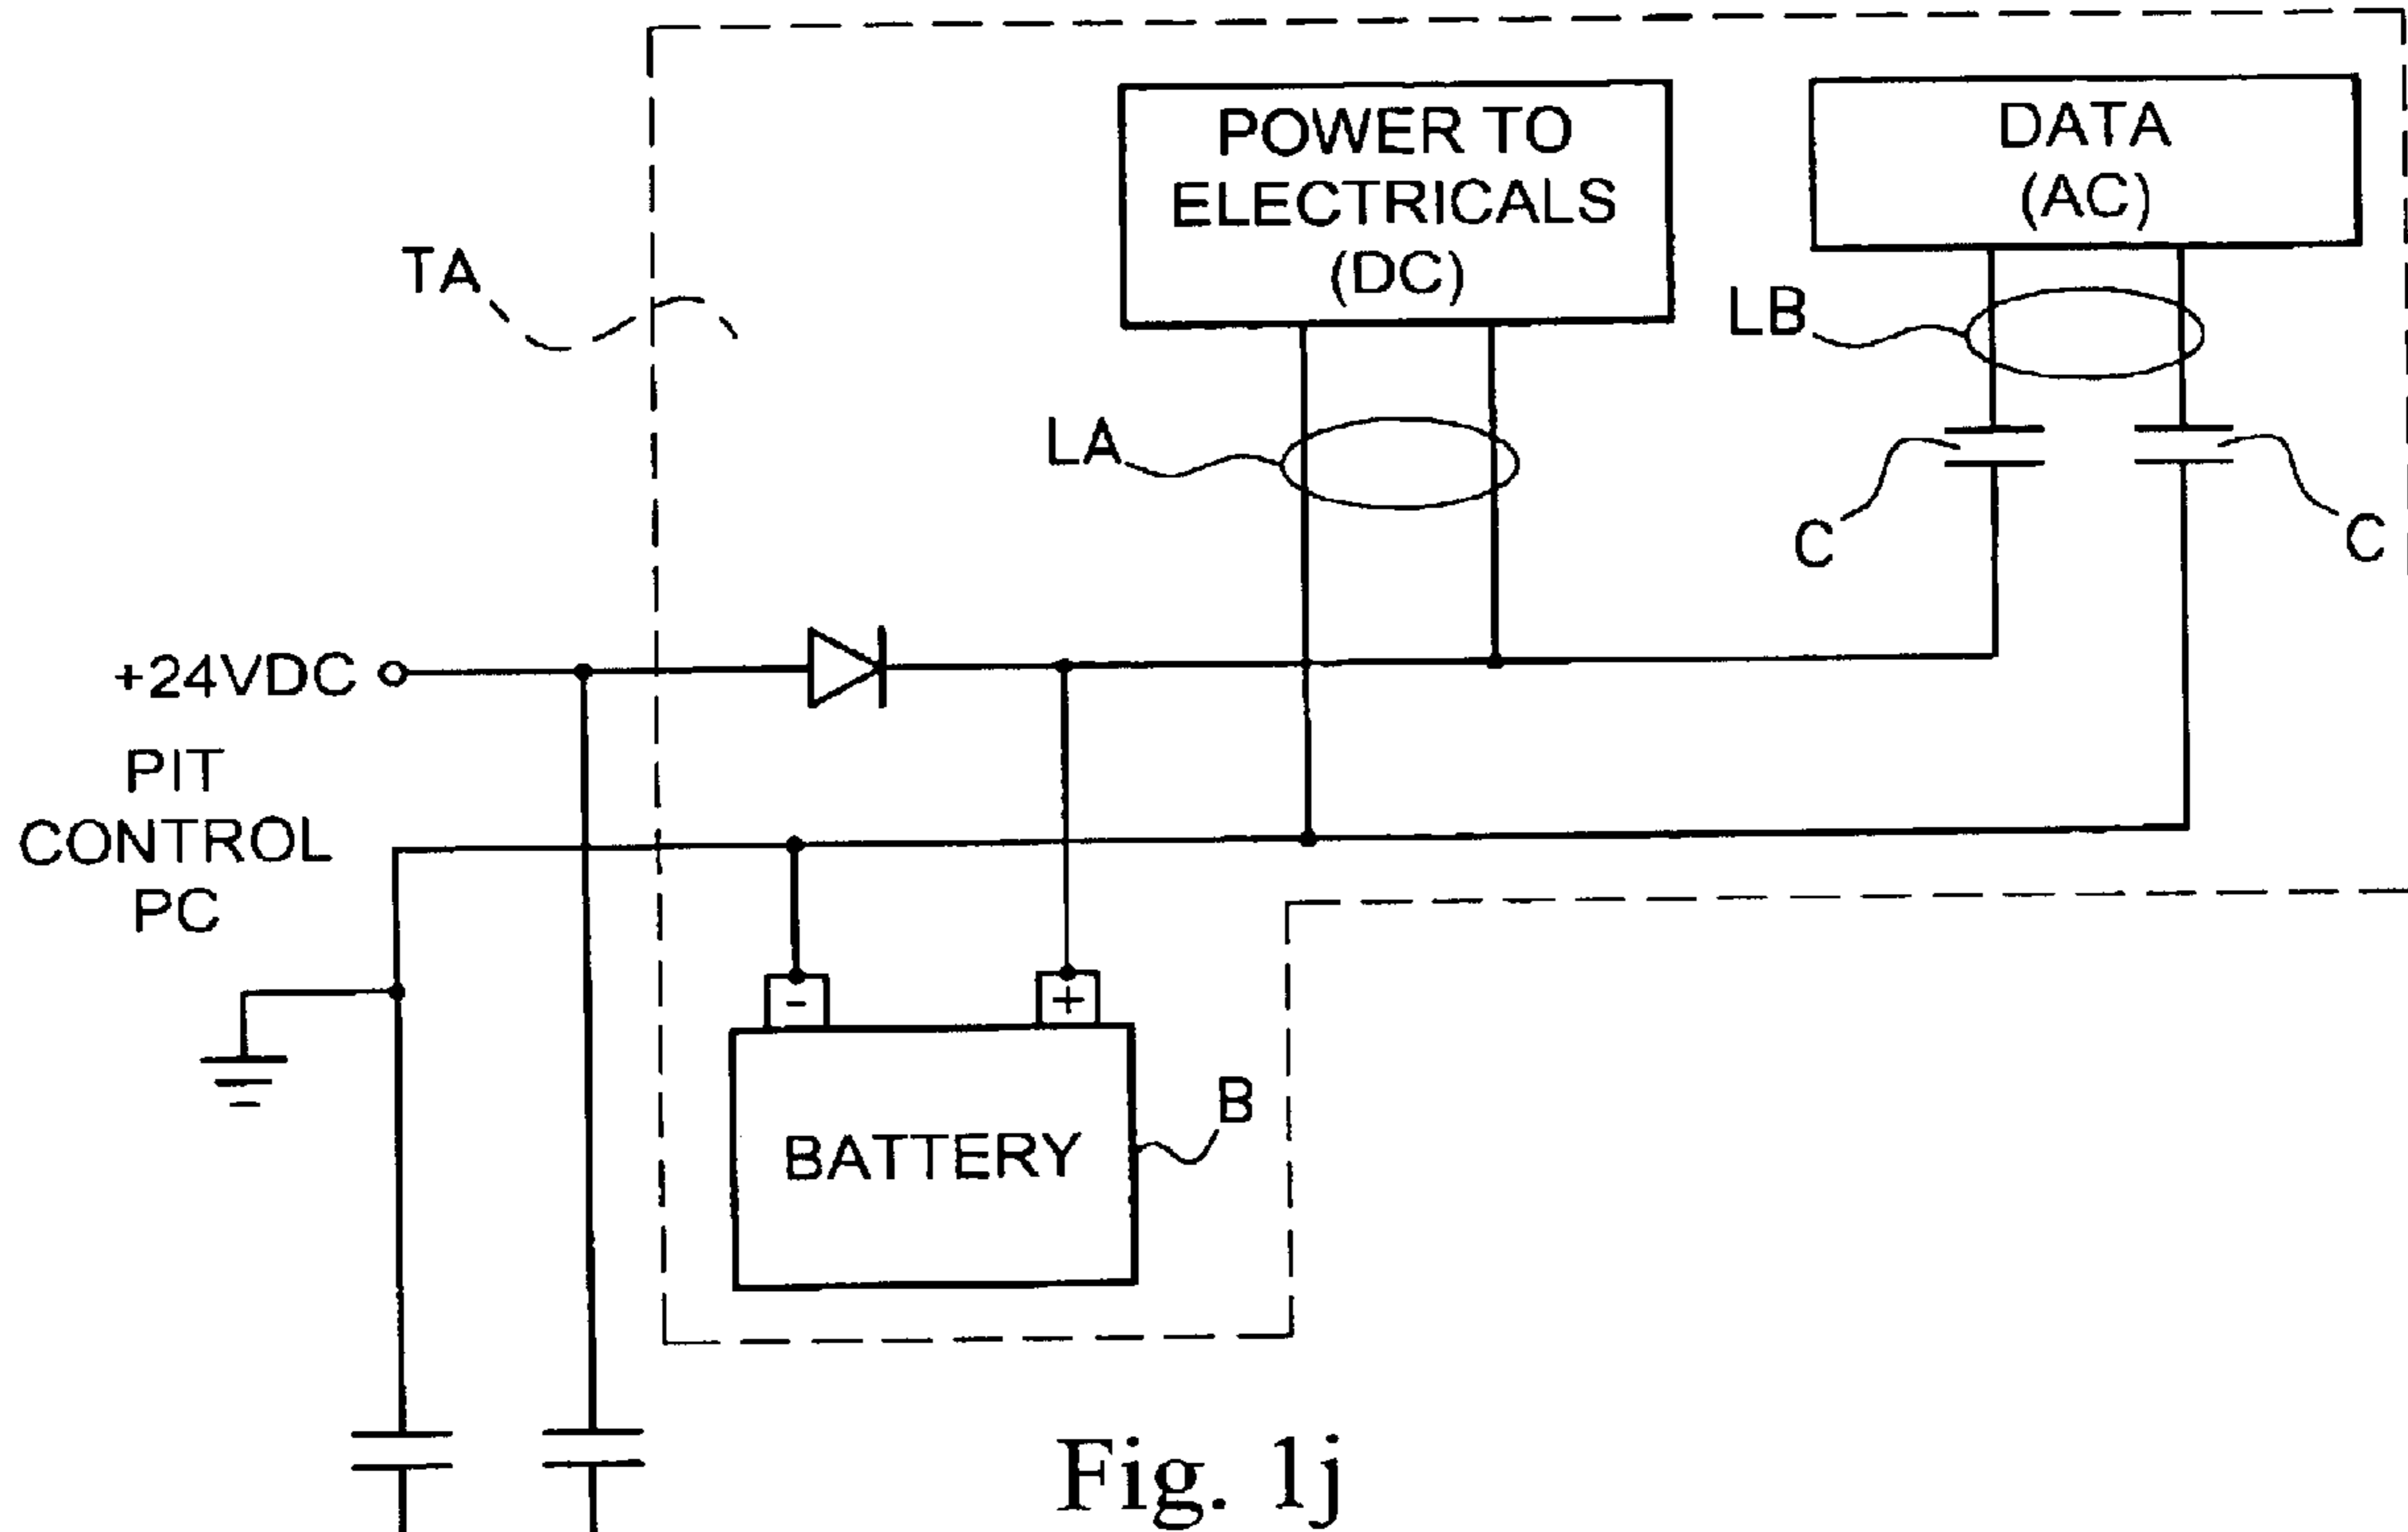 POWER TO
ELECTRICALS
(DC)
DATA
(AC)
TA
LB
LA
C
C
+24VDC
PIT
CONTROL
PC
-
+
BATTERY
B
Fig. 1j